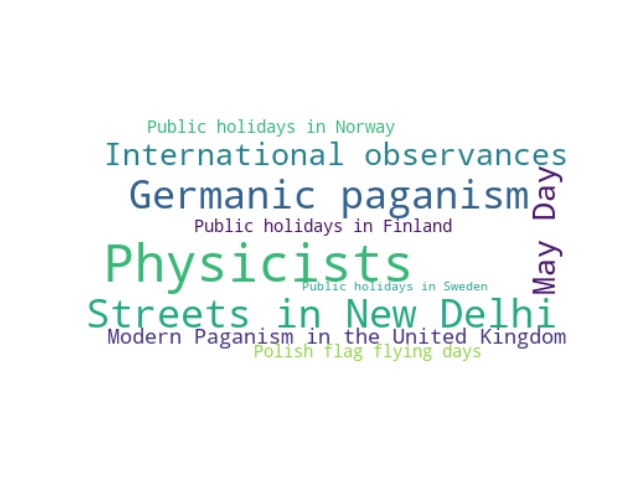 Public holidays in Norway
International observances
May Day
Germanic paganism
Public holidays in Finland
Physicists
Public holidays in Sweden
Streets in New Delhi
Modern Paganism in the United Kingdom
Polish flag flying days